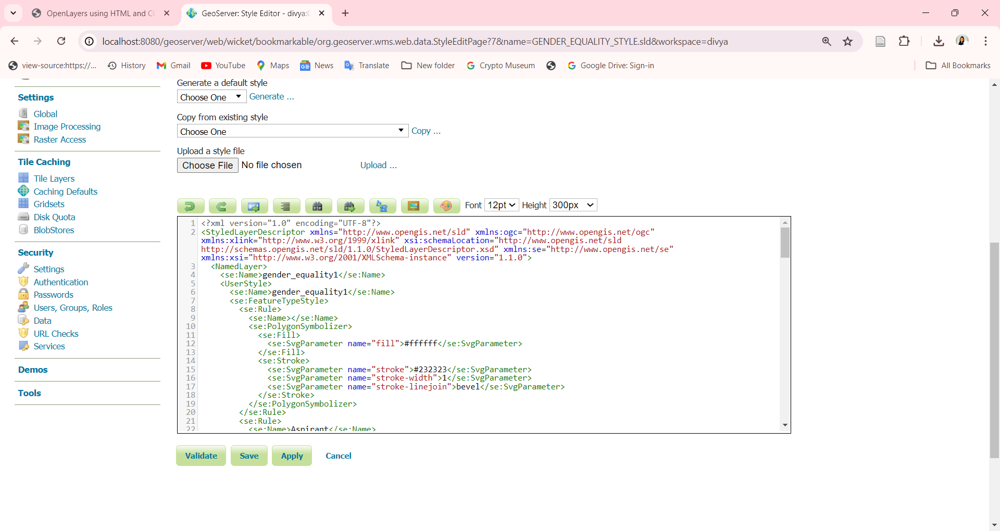 OpenLayers using HTML and CO
GeoServer: Style Editor - divya:G
localhost:8080/geoserver/web/wicket/bookmarkable/org.geoserver.wms.web.data.StyleEditPage?7&name=GENDER_EQUALITY_STYLE.sld&workspace=divya
view-source:https://... History Gmail YouTube Maps News Translate New folder Crypto Museum Google Drive: Sign-in All Bookmarks
Settings
Global
Image Processing
Raster Access
Tile Caching
Tile Layers
Caching Defaults
Gridsets
Disk Quota
BlobStores
Security
Settings
Authentication
Passwords
Users, Groups, Roles
Data
URL Checks
Services
Demos
Tools
Generate a default style
Choose One Generate ...
Copy from existing style
Choose One Copy ...
Upload a style file
Choose File No file chosen Upload ...
Font 12pt Height 300px
1 <?xml version="1.0" encoding="UTF-8"?>
2 <StyledLayerDescriptor xmlns="http://www.opengis.net/sld" xmlns:ogc="http://www.opengis.net/ogc"
xmlns:xlink="http://www.w3.org/1999/xlink" xsi:schemaLocation="http://www.opengis.net/sld
http://schemas.opengis.net/sld/1.1.0/StyledLayerDescriptor.xsd" xmlns:se="http://www.opengis.net/se"
xmlns:xsi="http://www.w3.org/2001/XMLSchema-instance" version="1.1.0">
3 <NamedLayer>
4 <se:Name>gender_equality1</se:Name>
5 <UserStyle>
6 <se:Name>gender_equality1</se:Name>
7 <se:FeatureTypeStyle>
8 <se:Rule>
9 <se:Name></se:Name>
10 <se:PolygonSymbolizer>
11 <se:Fill>
12 <se:SvgParameter name="fill">#ffffff</se:SvgParameter>
13 </se:Fill>
14 <se:Stroke>
15 <se:SvgParameter name="stroke">#232323</se:SvgParameter>
16 <se:SvgParameter name="stroke-width">1</se:SvgParameter>
17 <se:SvgParameter name="stroke-linejoin">bevel</se:SvgParameter>
18 </se:Stroke>
19 </se:PolygonSymbolizer>
20 </se:Rule>
21 <se:Rule>
22 <se:Name>Aspirant</se:Name>
Validate Save Apply Cancel